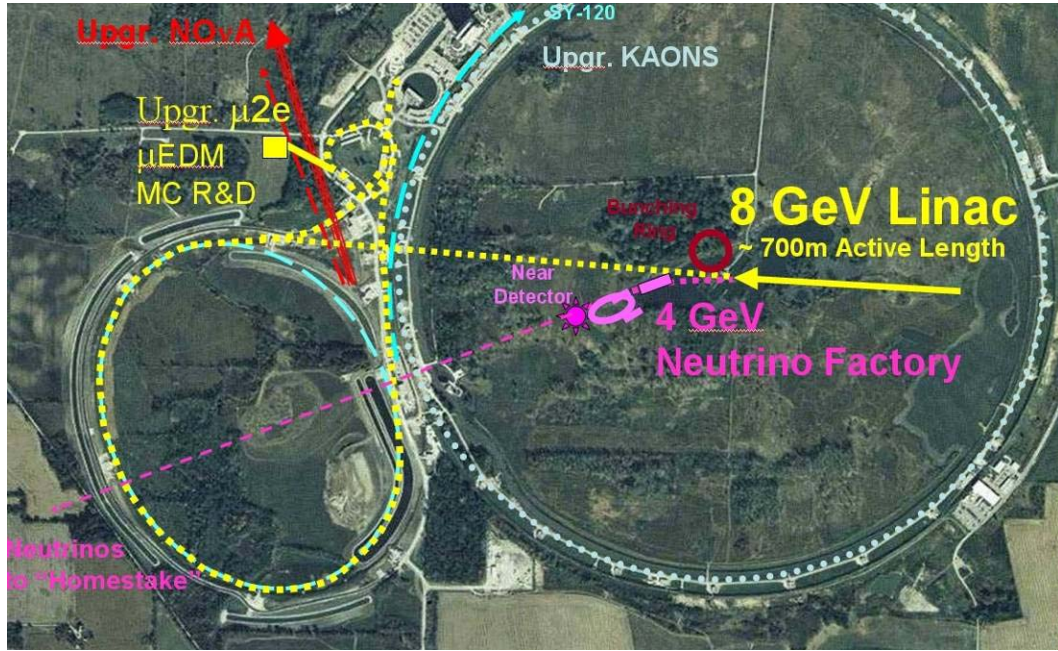 SY-120
Upgr. NOνA
Upgr. KAONS
Upgr. μ2e
μEDM
MC R&D
Bunching
Ring
8 GeV Linac
~ 700m Active Length
Near
Detector
4 GeV
Neutrino Factory
Neutrinos
to "Homestake"